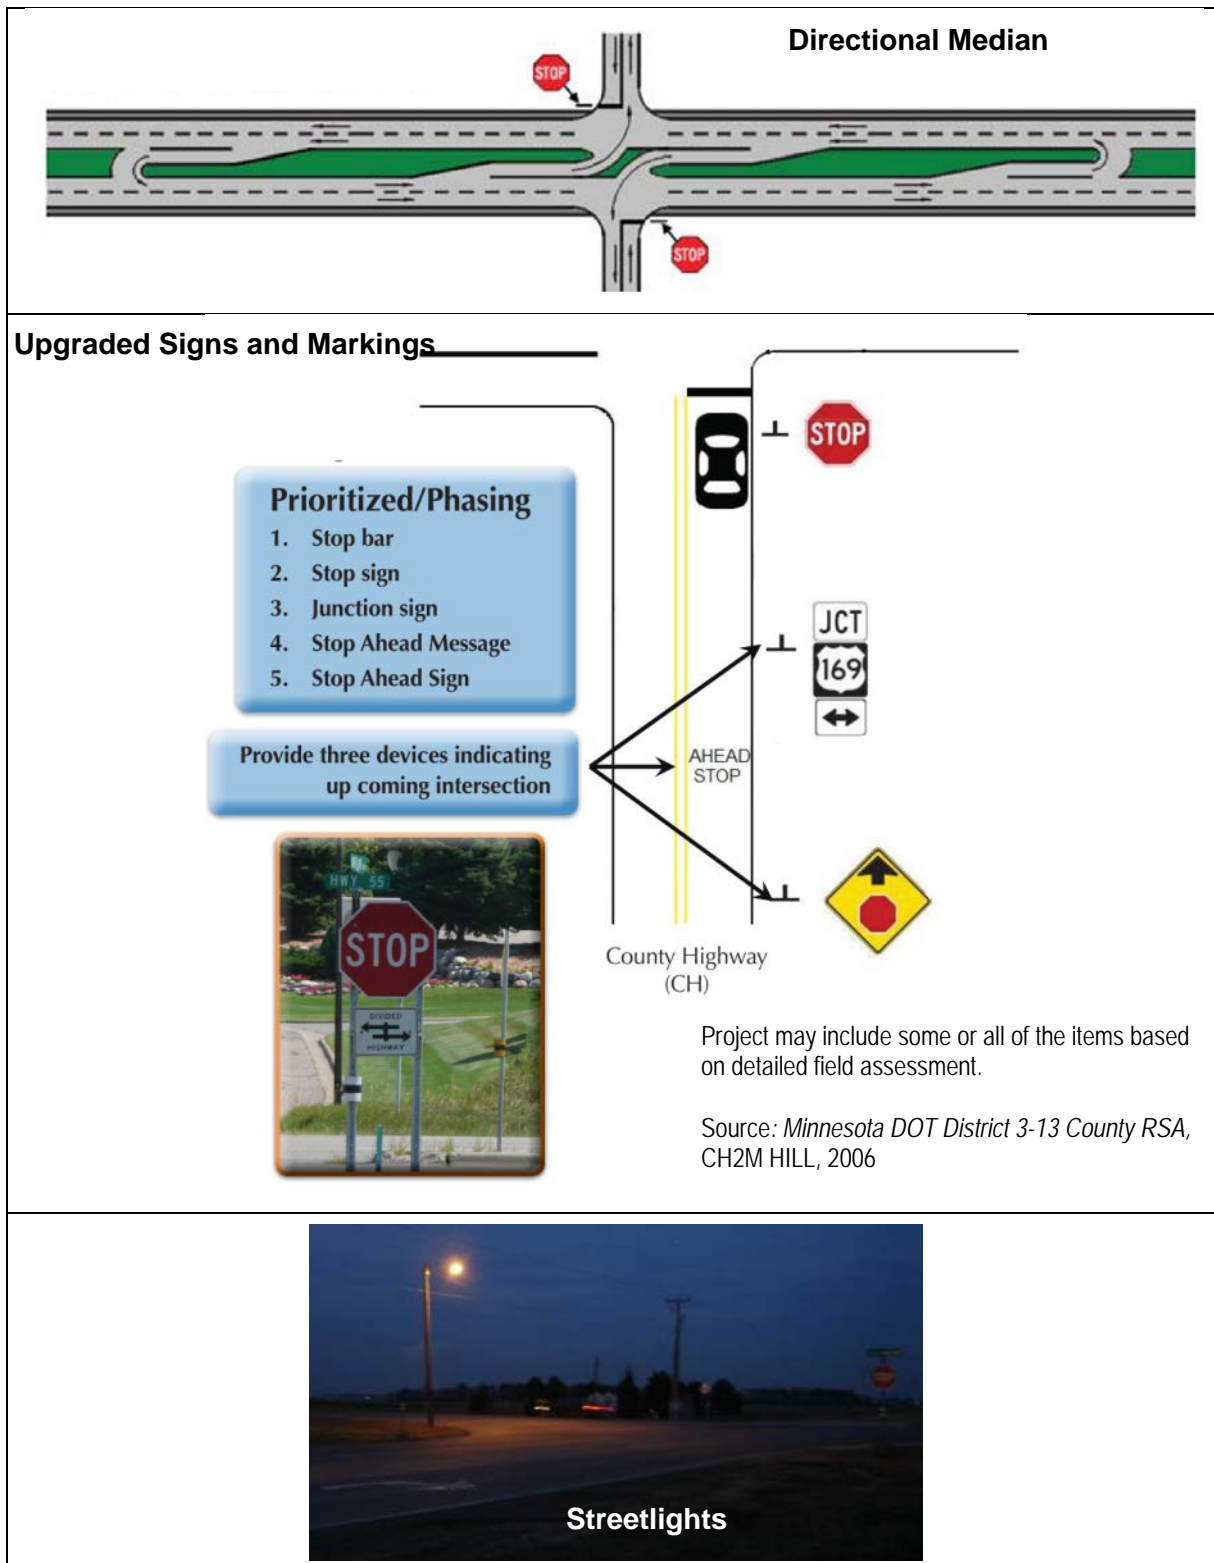 Directional Median
STOP
STOP
Upgraded Signs and Markings
STOP
Prioritized/Phasing
1. Stop bar
2. Stop sign
3. Junction sign
4. Stop Ahead Message
5. Stop Ahead Sign
JCT
169
Provide three devices indicating
up coming intersection
AHEAD
STOP
HWY 55
STOP
DIVIDED
HIGHWAY
County Highway
(CH)
Project may include some or all of the items based
on detailed field assessment.
Source: Minnesota DOT District 3-13 County RSA,
CH2M HILL, 2006
Streetlights